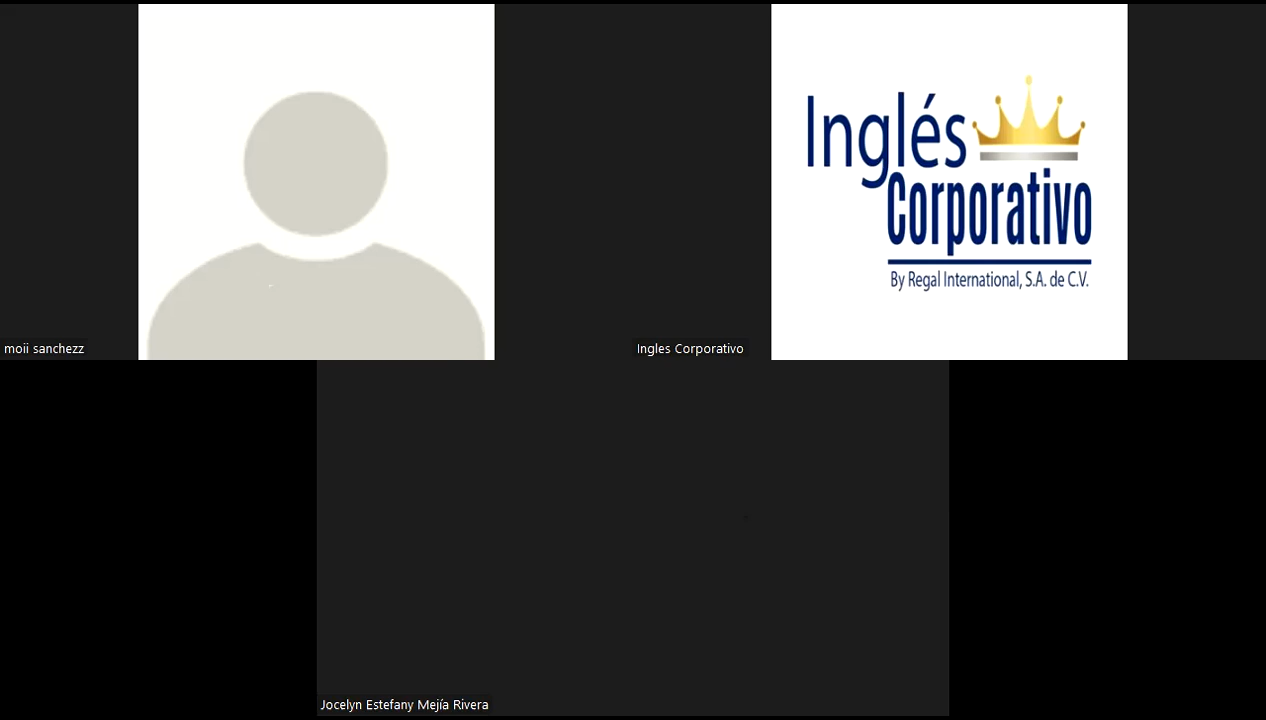 Inglés
Corporativo
By Regal International, S.A. de C.V.
moii sanchezz
Ingles Corporativo
Jocelyn Estefany Mejía Rivera